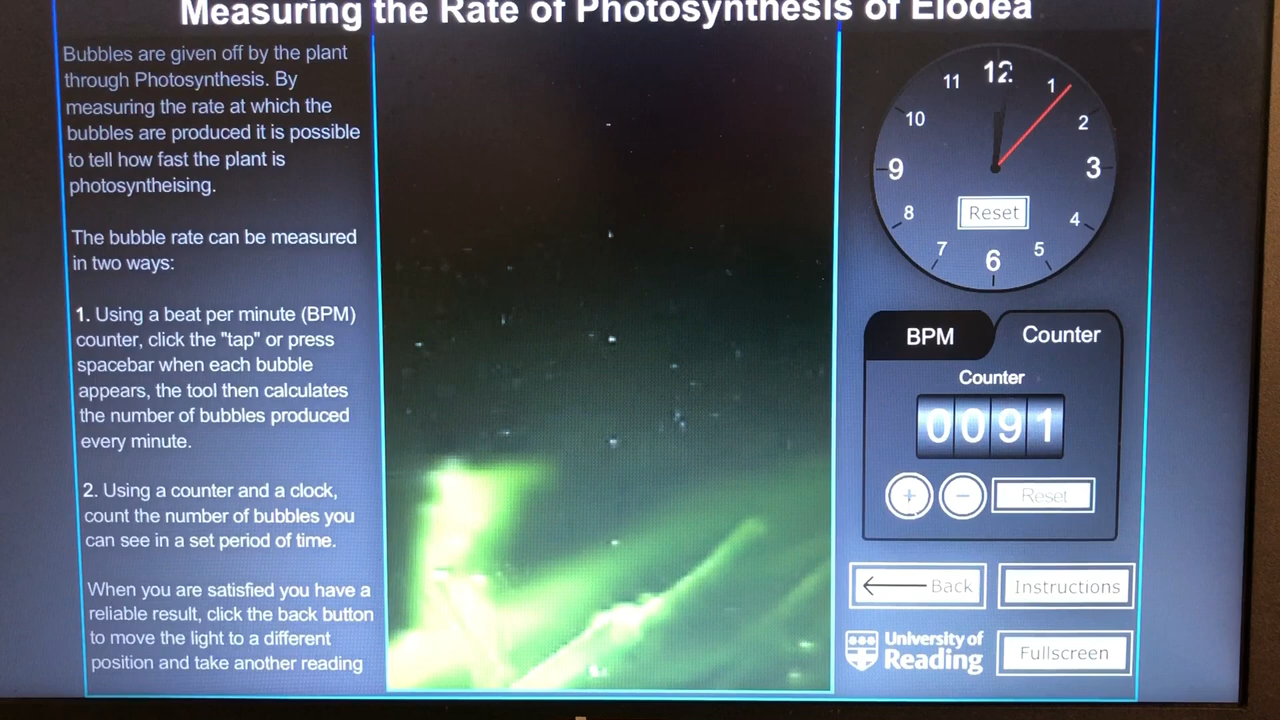 Measuring the Rate of Photosynthesis of Elodea
Bubbles are given off by the plant
through Photosynthesis. By
measuring the rate at which the
bubbles are produced it is possible
to tell how fast the plant is
photosyntheising.
The bubble rate can be measured
in two ways:
1. Using a beat per minute (BPM)
counter, click the "tap" or press
spacebar when each bubble
appears, the tool then calculates
the number of bubbles produced
every minute.
2. Using a counter and a clock,
count the number of bubbles you
can see in a set period of time.
When you are satisfied you have a
reliable result, click the back button
to move the light to a different
position and take another reading
12
1
2
3
4
5
6
7
8
9
10
11
Reset
BPM
Counter
Counter
0091
+
−
Reset
Back
Instructions
University of
Reading
Fullscreen